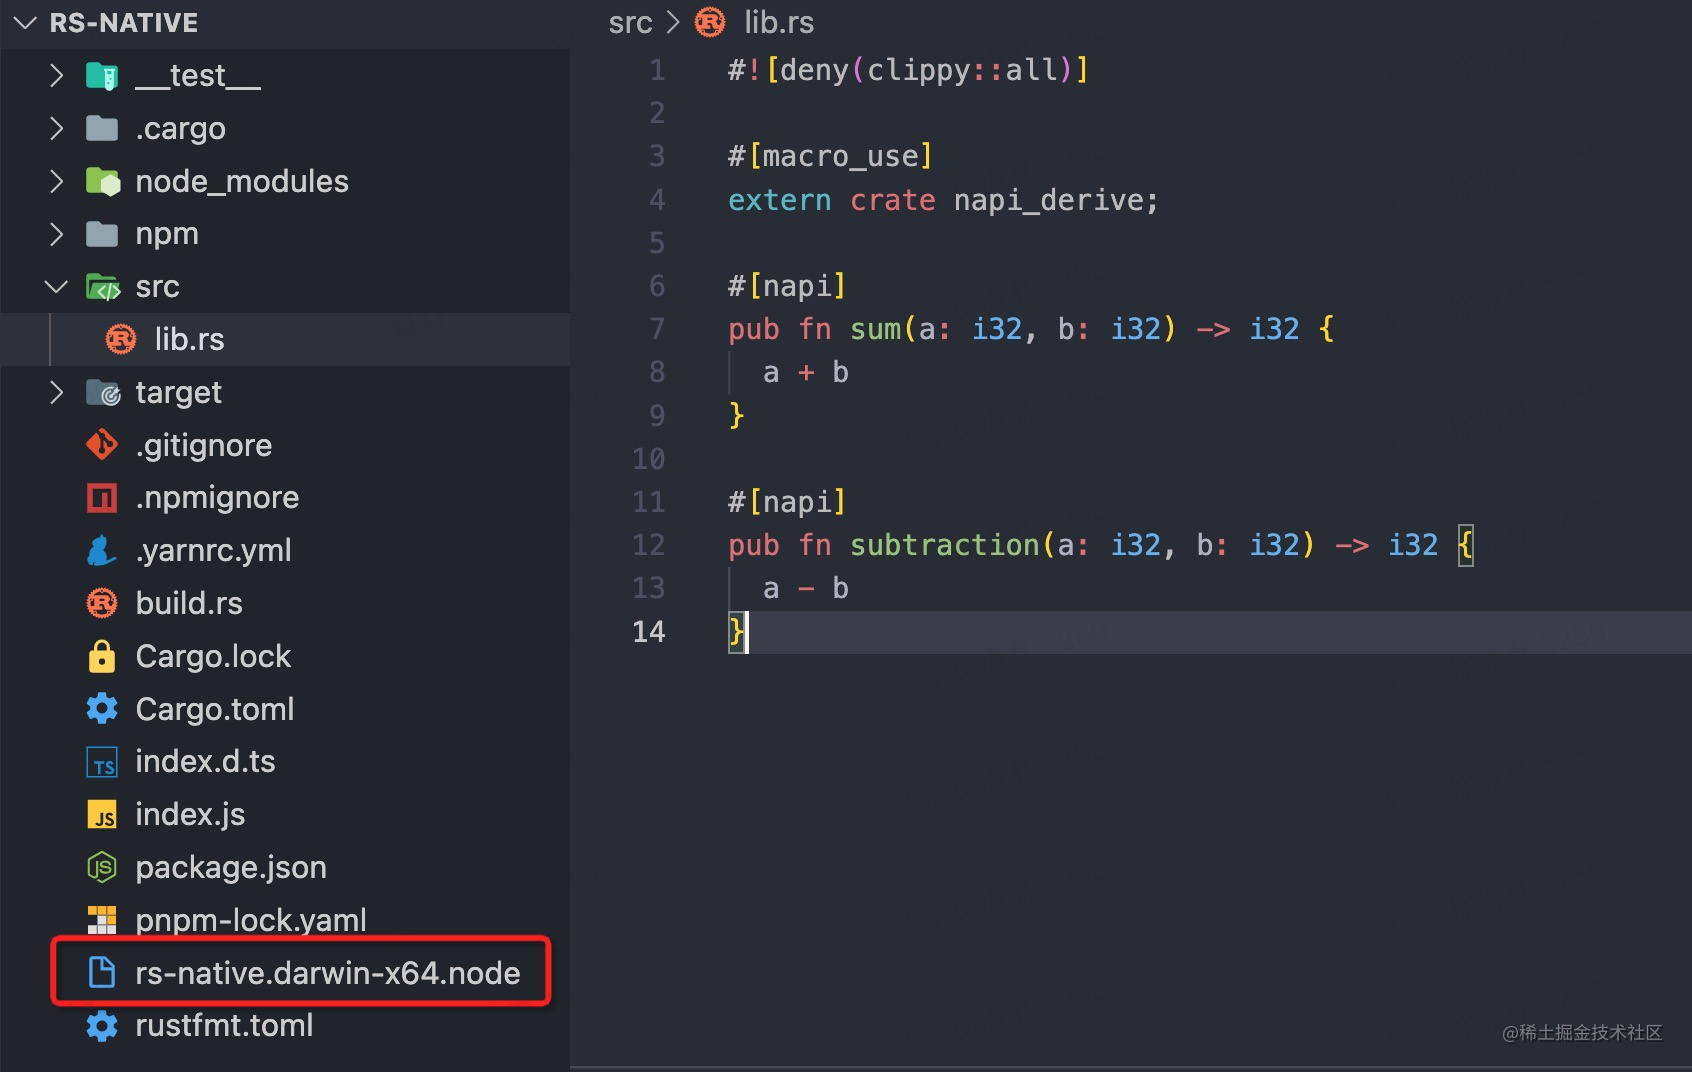 RS-NATIVE
__test__
.cargo
node_modules
npm
src
lib.rs
target
.gitignore
.npmignore
.yarnrc.yml
build.rs
Cargo.lock
Cargo.toml
index.d.ts
index.js
package.json
pnpm-lock.yaml
rs-native.darwin-x64.node
rustfmt.toml
src > lib.rs
1 #![deny(clippy::all)]
2
3 #[macro_use]
4 extern crate napi_derive;
5
6 #[napi]
7 pub fn sum(a: i32, b: i32) -> i32 {
8   a + b
9 }
10
11 #[napi]
12 pub fn subtraction(a: i32, b: i32) -> i32 {
13   a - b
14 }
@稀土掘金技术社区